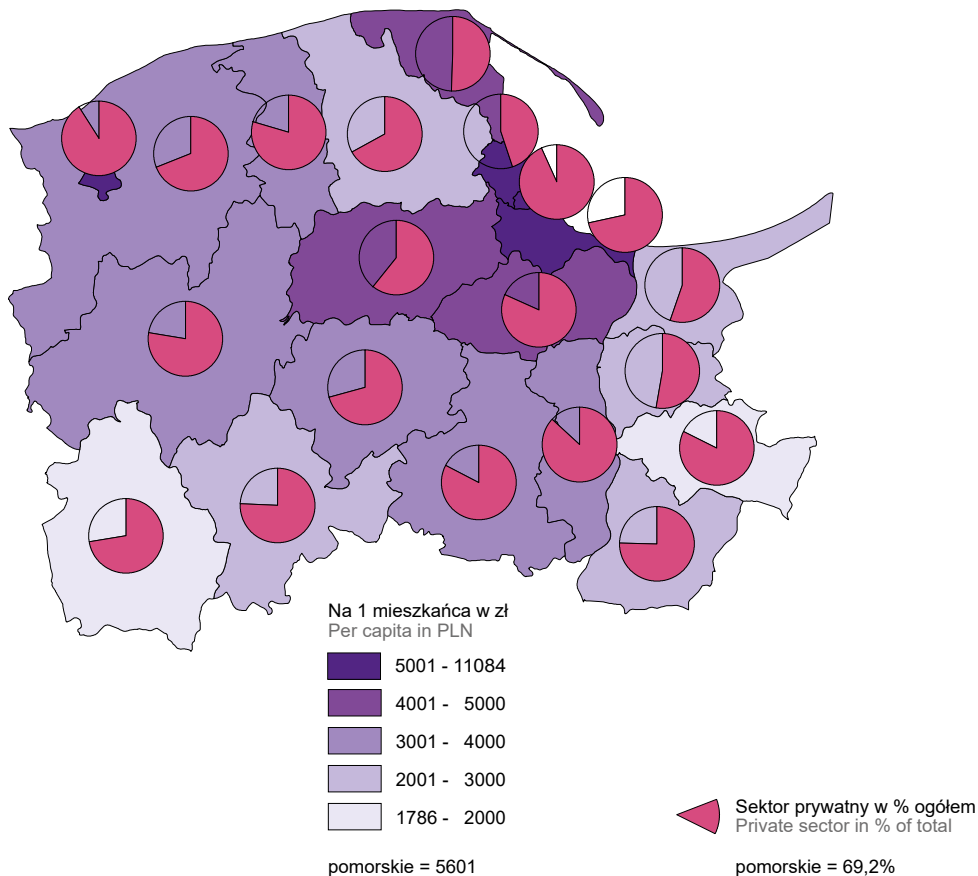 Na 1 mieszkańca w zł
Per capita in PLN
5001 - 11084
4001 - 5000
3001 - 4000
2001 - 3000
1786 - 2000
pomorskie = 5601
Sektor prywatny w % ogółem
Private sector in % of total
pomorskie = 69,2%